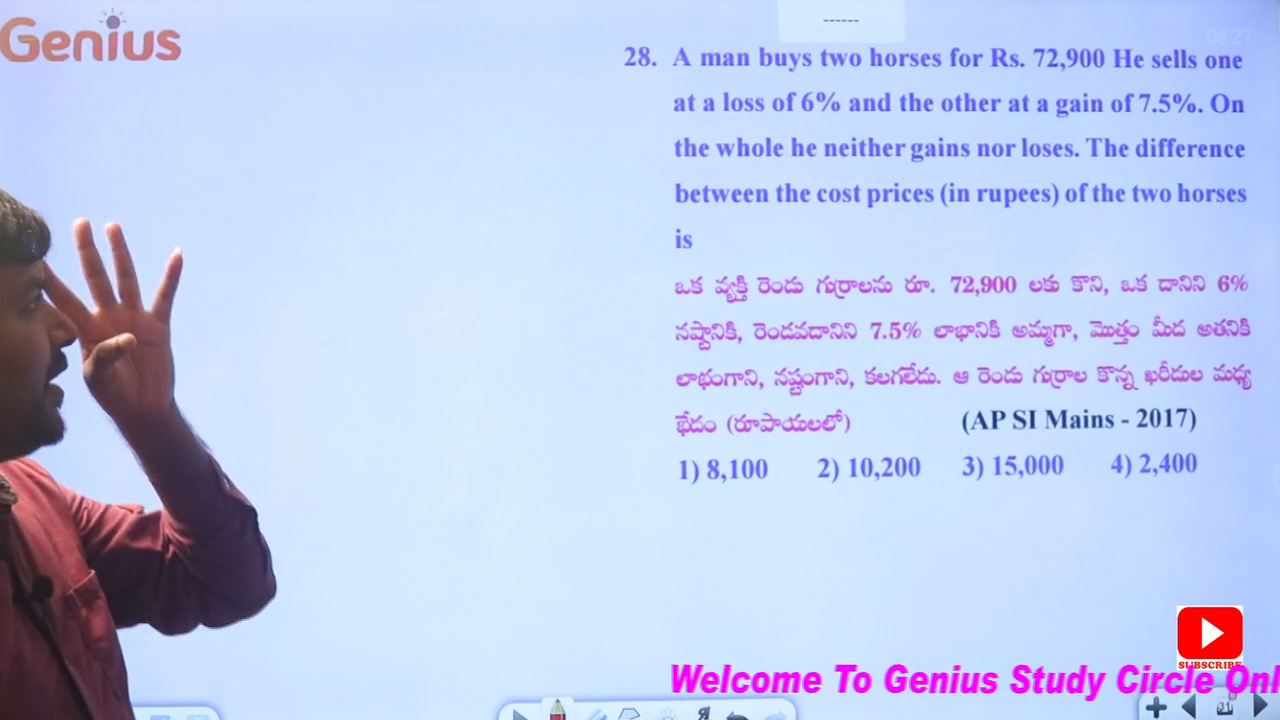 Genius
------
08:27
28. A man buys two horses for Rs. 72,900 He sells one
at a loss of 6% and the other at a gain of 7.5%. On
the whole he neither gains nor loses. The difference
between the cost prices (in rupees) of the two horses
is
ఒక వ్యక్తి రెండు గుర్రాలను రూ. 72,900 లకు కొని, ఒక దానిని 6%
నష్టానికి, రెండవదానిని 7.5% లాభానికి అమ్మగా, మొత్తం మీద అతనికి
లాభంగాని, నష్టంగాని, కలగలేదు. ఆ రెండు గుర్రాల కొన్న ఖరీదుల మధ్య
భేదం (రూపాయలలో) (AP SI Mains - 2017)
1) 8,100 2) 10,200 3) 15,000 4) 2,400
SUBSCRIBE
Welcome To Genius Study Circle Onl
31